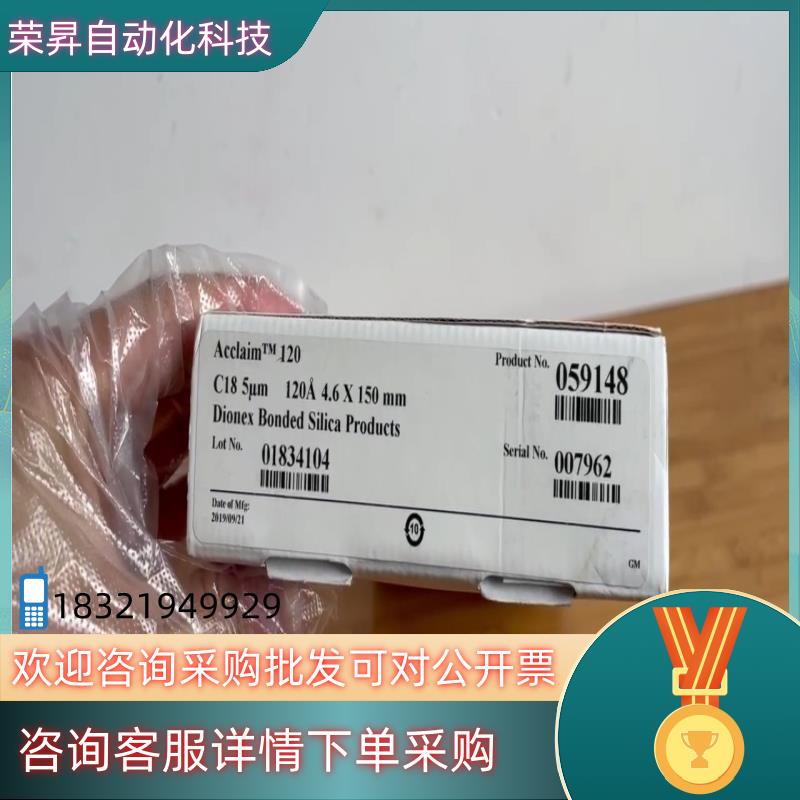 荣昇自动化科技
Acclaim™ 120
C18 5µm 120Å 4.6 X 150 mm
Dionex Bonded Silica Products
Product No. 059148
Lot No. 01834104
Serial No. 007962
Date of Mfg:
2019/09/21
10
GM
18321949929
欢迎咨询采购批发可对公开票
咨询客服详情下单采购